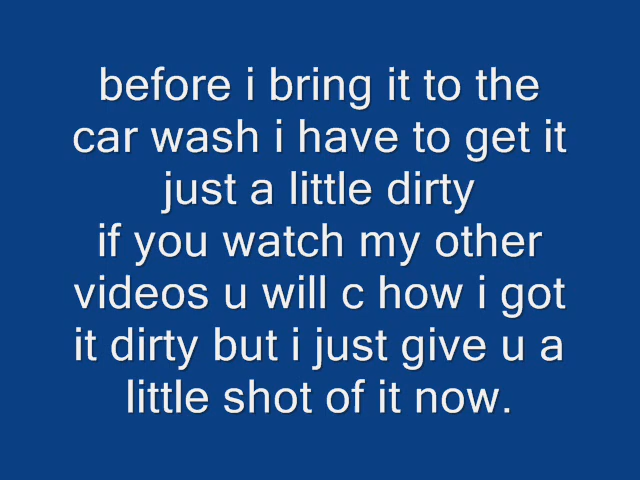 before i bring it to the
car wash i have to get it
just a little dirty
if you watch my other
videos u will c how i got
it dirty but i just give u a
little shot of it now.